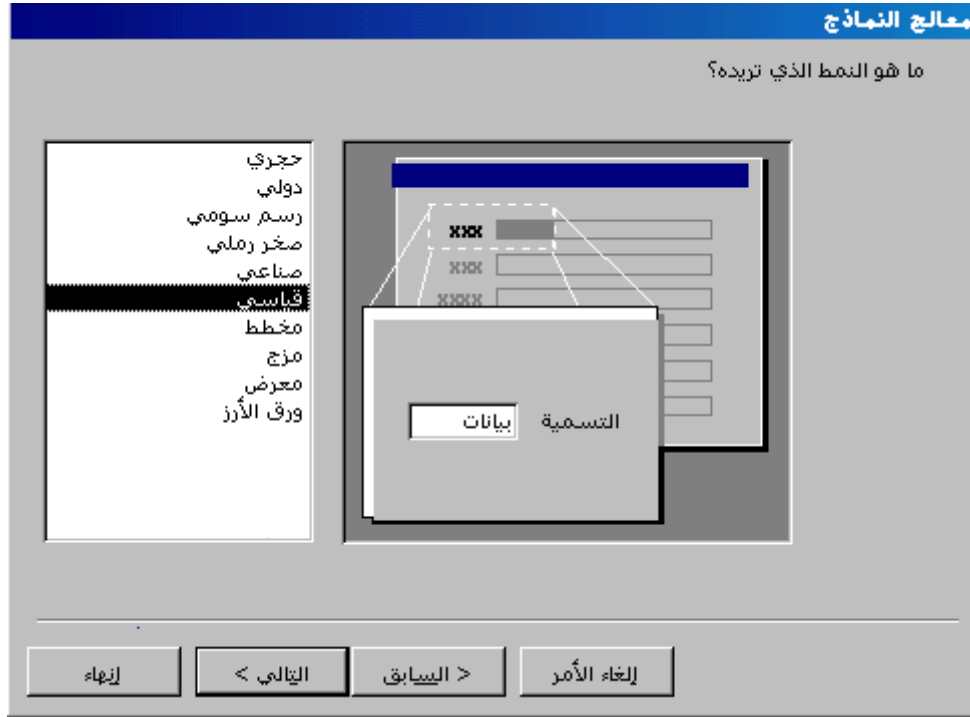 معالج النماذج
ما هو النمط الذي تريده؟
حجري
دولي
رسم سومي
صخر رملي
صناعي
قياسي
مخطط
مزج
معرض
ورق الأرز
xxx
xxx
xxxx
التسمية بيانات
إلغاء الأمر
< السابق
التالي >
إنهاء